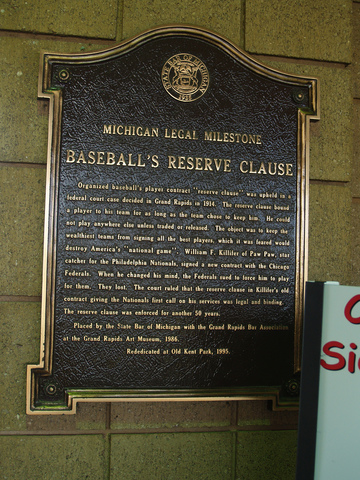 STATE BAR OF MICHIGAN
MICHIGAN LEGAL MILESTONE
BASEBALL'S RESERVE CLAUSE
Organized baseball's player contract "reserve clause" was upheld in a
federal court case decided in Grand Rapids in 1914. The reserve clause bound
a player to his team for as long as the team chose to keep him. He could
not play anywhere else unless traded or released. The object was to keep the
wealthiest teams from signing all the best players, which it was feared would
destroy America's "national game". William F. Killifer of Paw Paw, star
catcher for the Philadelphia Nationals, signed a new contract with the Chicago
Federals. When he changed his mind, the Federals sued to force him to play
for them. They lost. The court ruled that the reserve clause in Killifer's old
contract giving the Nationals first call on his services was legal and binding.
The reserve clause was enforced for another 50 years.
Placed by the State Bar of Michigan with the Grand Rapids Bar Association
at the Grand Rapids Art Museum, 1986.
Rededicated at Old Kent Park, 1995.